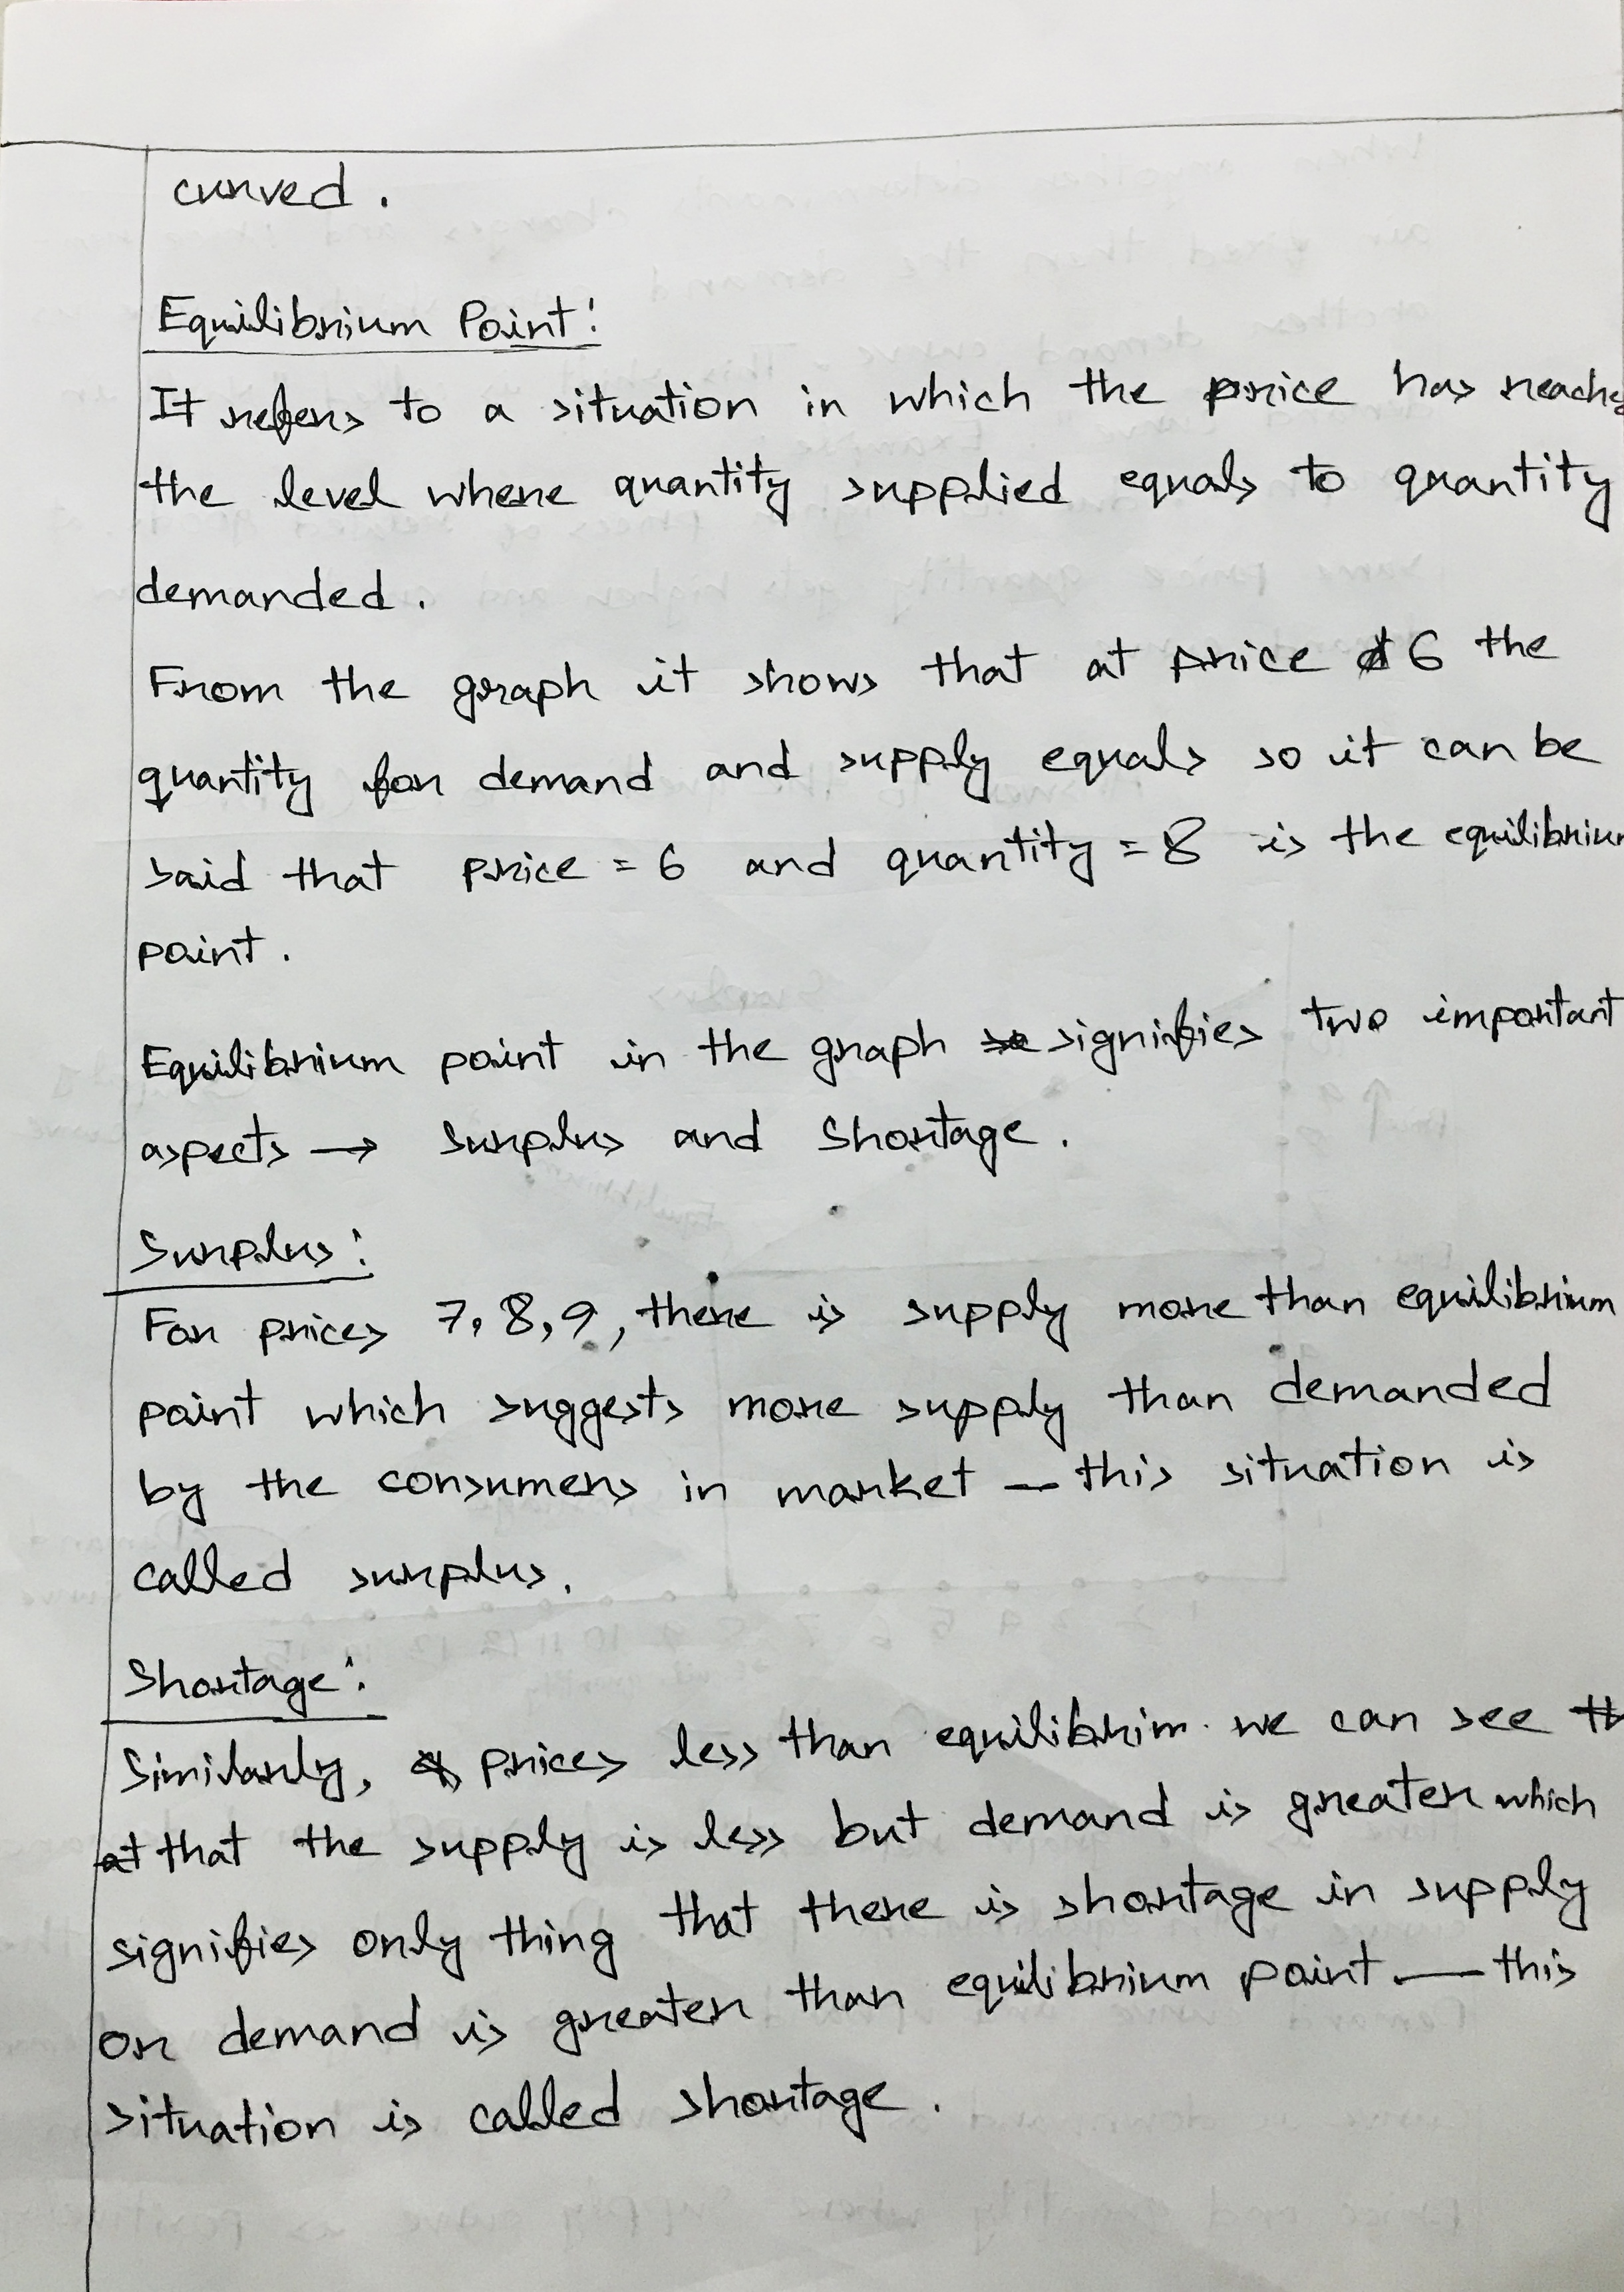 curved.
Equilibrium Point:
It refers to a situation in which the price has reache
the level where quantity supplied equals to quantity
demanded.
From the graph it shows that at price 6 the
quantity for demand and supply equals so it can be
said that price = 6 and quantity = 8 is the equilibrium
point.
Equilibrium point in the graph signifies two important
aspects → Surplus and Shortage.
Surplus:
For prices 7, 8, 9, there is supply more than equilibrium
point which suggests more supply than demanded
by the consumers in market — this situation is
called surplus.
Shortage:
Similarly, prices less than equilibrim we can see th
that the supply is less but demand is greater which
signifies only thing that there is shortage in supply
or demand is greater than equilibrium point — this
situation is called shortage.